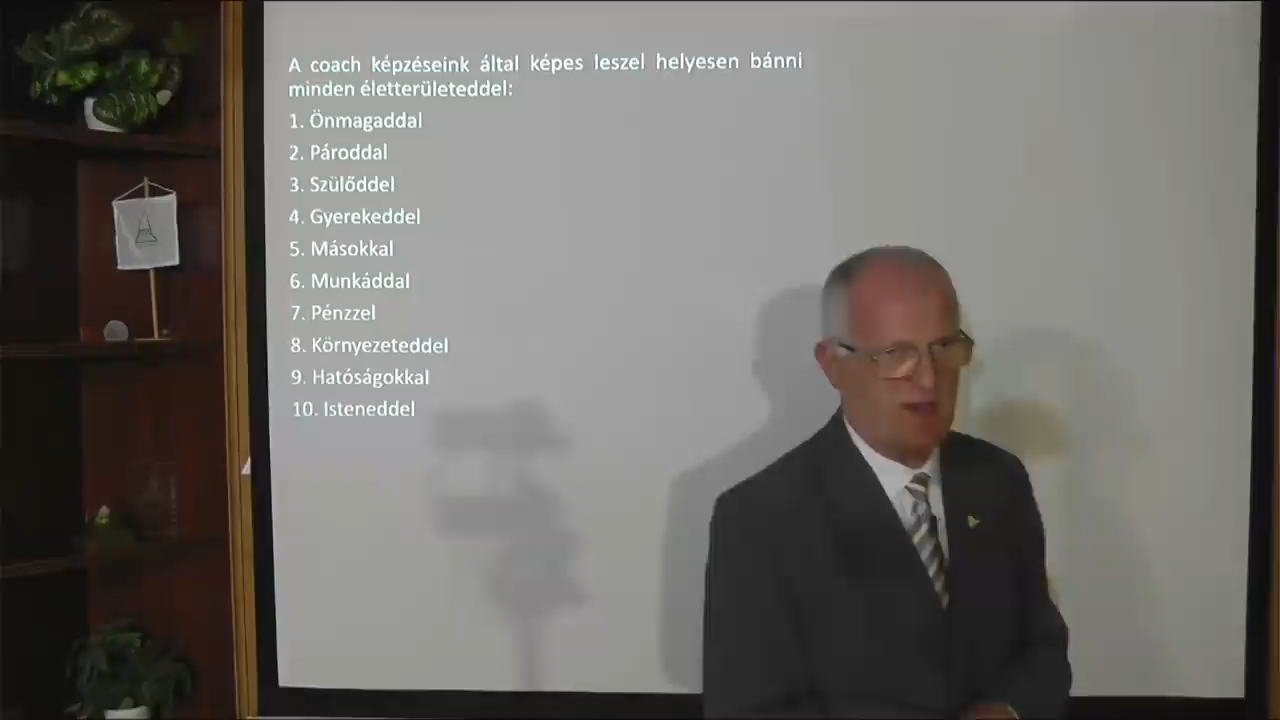 A coach képzéseink által képes leszel helyesen bánni
minden életterületeddel:
1. Önmagaddal
2. Pároddal
3. Szülőddel
4. Gyerekeddel
5. Másokkal
6. Munkáddal
7. Pénzzel
8. Környezeteddel
9. Hatóságokkal
10. Isteneddel